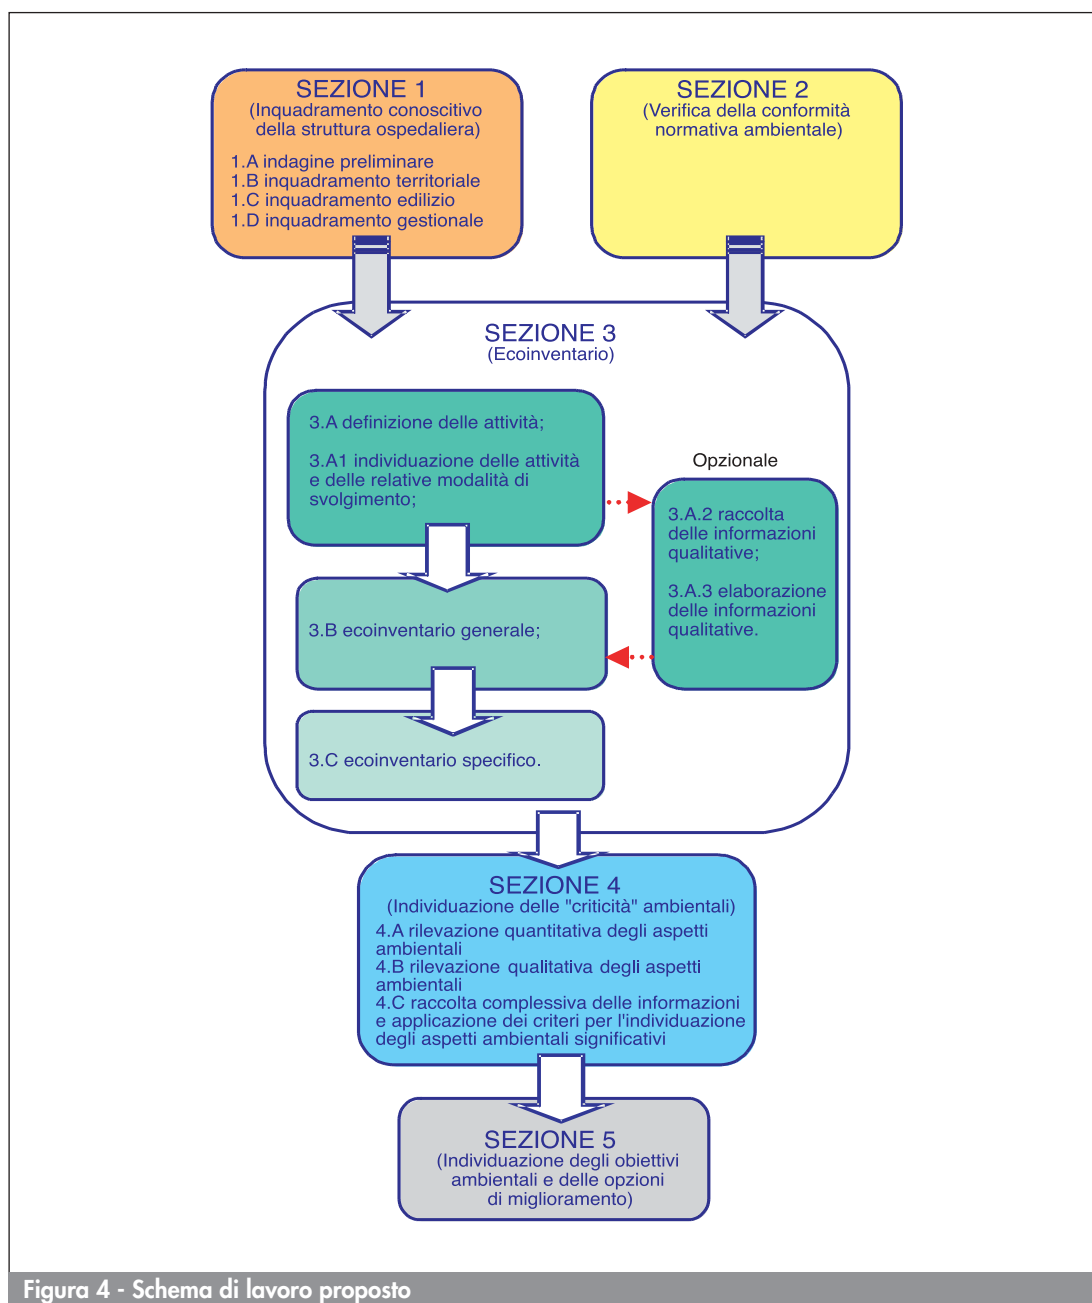 SEZIONE 1
(Inquadramento conoscitivo
della struttura ospedaliera)
1.A indagine preliminare
1.B inquadramento territoriale
1.C inquadramento edilizio
1.D inquadramento gestionale
SEZIONE 2
(Verifica della conformità
normativa ambientale)
SEZIONE 3
(Ecoinventario)
3.A definizione delle attività;
3.A1 individuazione delle attività
e delle relative modalità di
svolgimento;
Opzionale
3.A.2 raccolta
delle informazioni
qualitative;
3.A.3 elaborazione
delle informazioni
qualitative.
3.B ecoinventario generale;
3.C ecoinventario specifico.
SEZIONE 4
(Individuazione delle "criticità" ambientali)
4.A rilevazione quantitativa degli aspetti
ambientali
4.B rilevazione qualitativa degli aspetti
ambientali
4.C raccolta complessiva delle informazioni
e applicazione dei criteri per l'individuazione
degli aspetti ambientali significativi
SEZIONE 5
(Individuazione degli obiettivi
ambientali e delle opzioni
di miglioramento)
Figura 4 - Schema di lavoro proposto